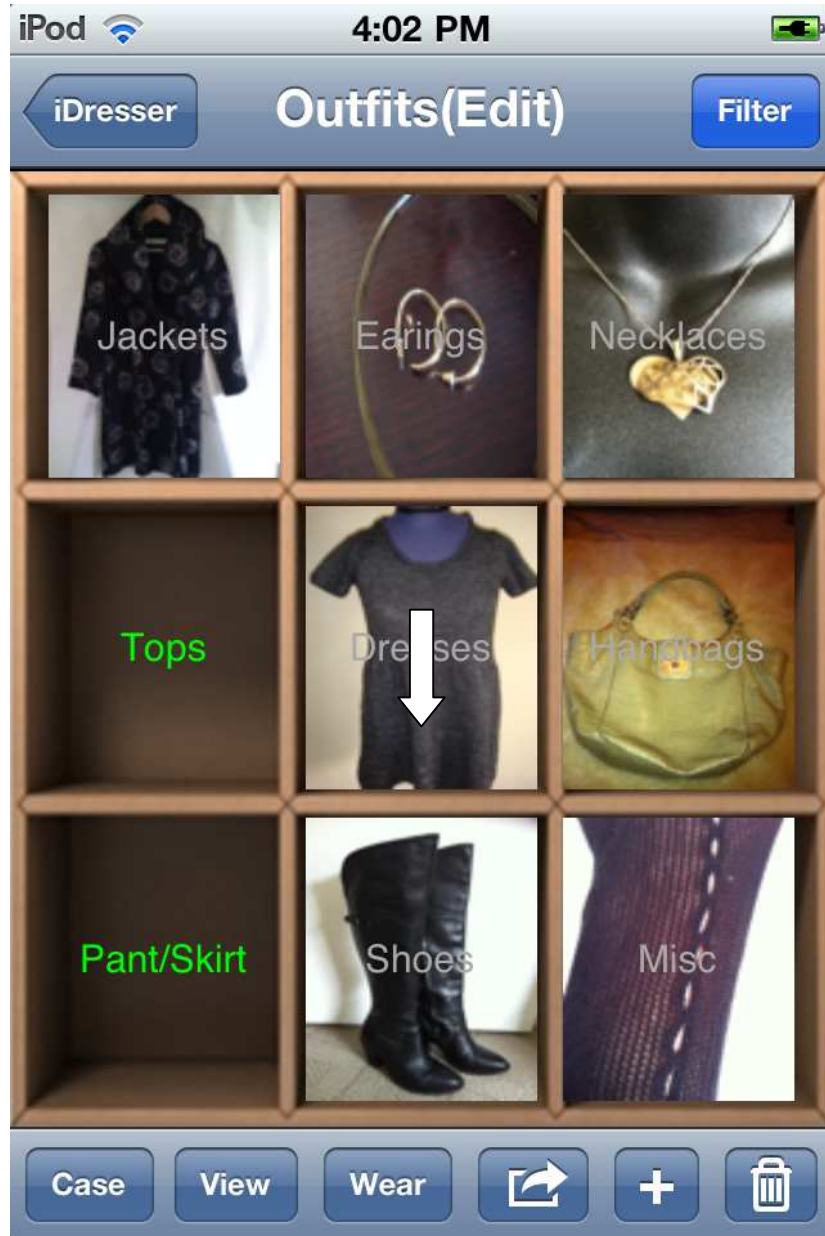 iPod 4:02 PM
iDresser Outfits(Edit) Filter
Jackets Earings Necklaces
Tops Dresses Handbags
Pant/Skirt Shoes Misc
Case View Wear